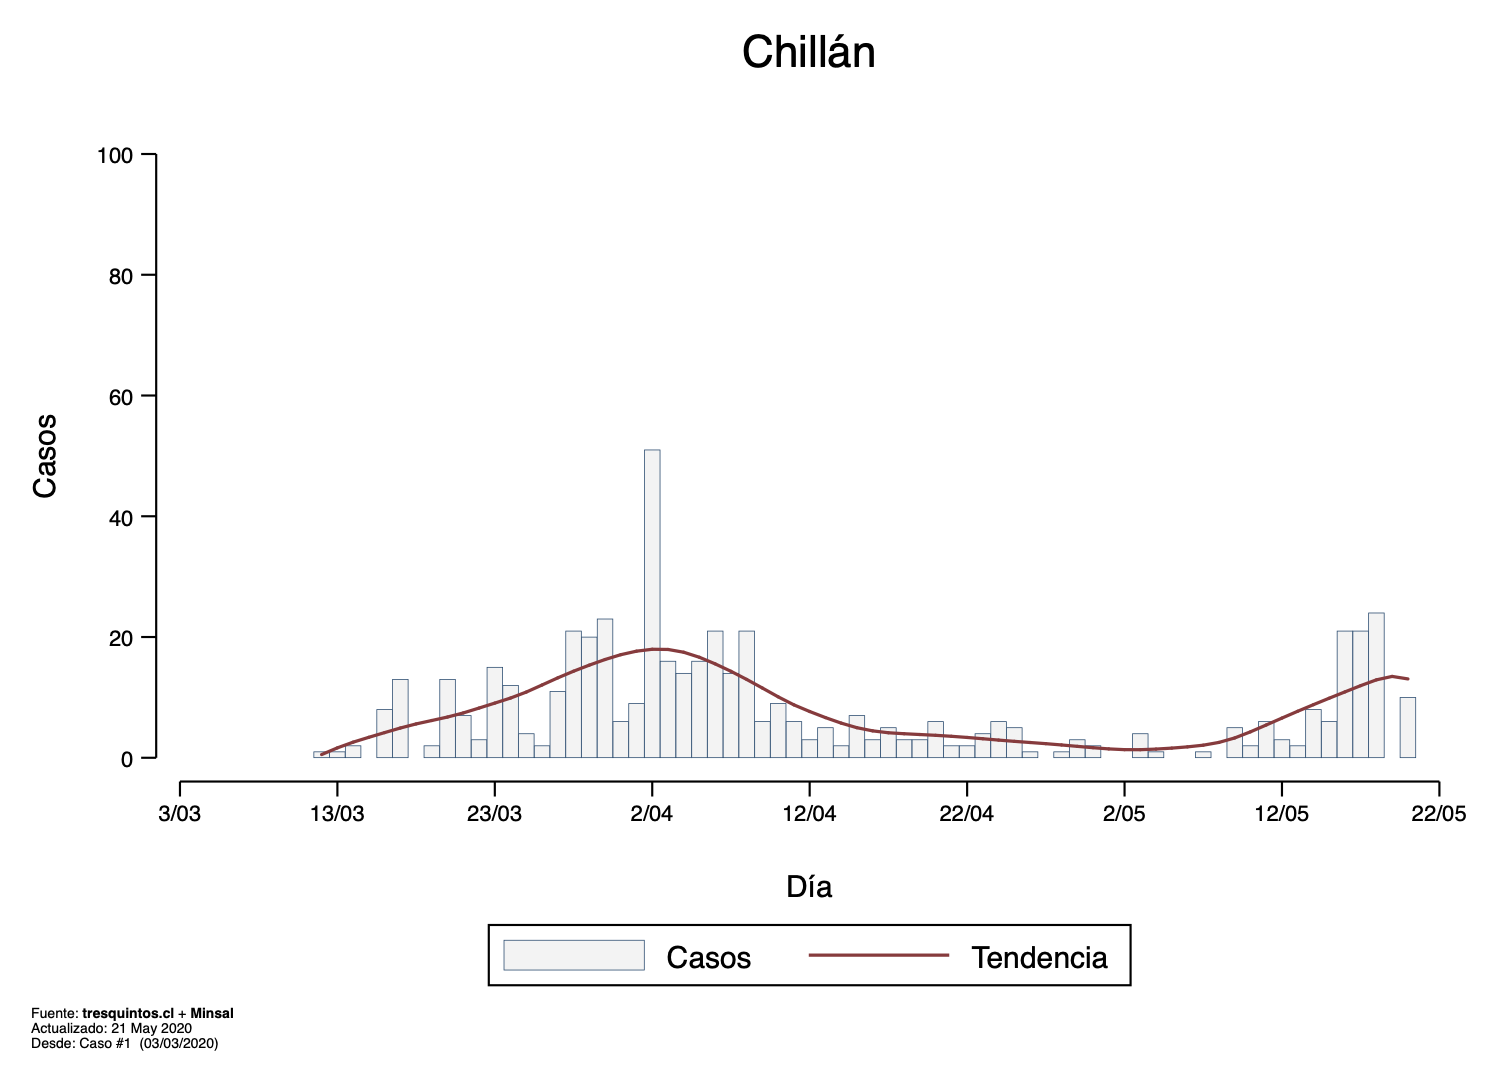 Chillán
100
80
60
40
20
0
Casos
3/03 13/03 23/03 2/04 12/04 22/04 2/05 12/05 22/05
Día
Casos Tendencia
Fuente: tresquintos.cl + Minsal
Actualizado: 21 May 2020
Desde: Caso #1 (03/03/2020)